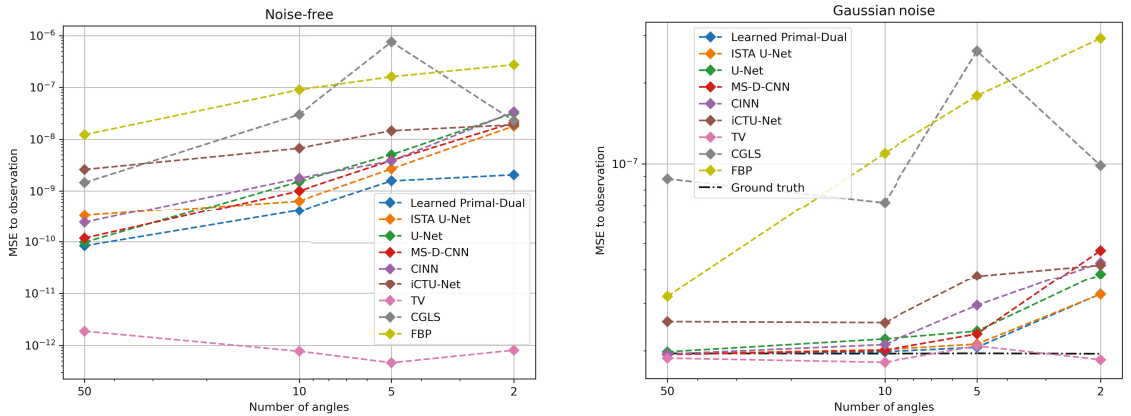 Noise-free
MSE to observation
10⁻⁶
10⁻⁷
10⁻⁸
10⁻⁹
10⁻¹⁰
10⁻¹¹
10⁻¹²
Learned Primal-Dual
ISTA U-Net
U-Net
MS-D-CNN
CINN
iCTU-Net
TV
CGLS
FBP
50
10
5
2
Number of angles
Gaussian noise
MSE to observation
10⁻⁷
Learned Primal-Dual
ISTA U-Net
U-Net
MS-D-CNN
CINN
iCTU-Net
TV
CGLS
FBP
Ground truth
50
10
5
2
Number of angles